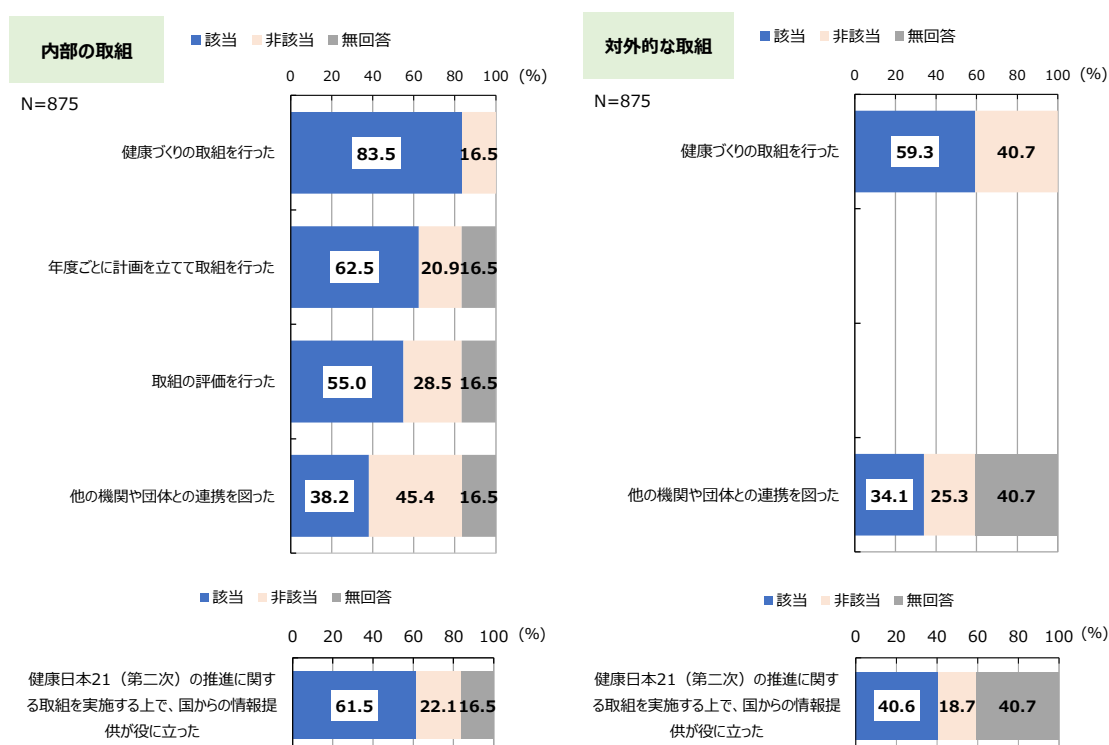 内部の取組
■該当 ■非該当 ■無回答
0 20 40 60 80 100 (%)
N=875
健康づくりの取組を行った
83.5 16.5
年度ごとに計画を立てて取組を行った
62.5 20.9 16.5
取組の評価を行った
55.0 28.5 16.5
他の機関や団体との連携を図った
38.2 45.4 16.5
■該当 ■非該当 ■無回答
0 20 40 60 80 100 (%)
健康日本21（第二次）の推進に関す
る取組を実施する上で、国からの情報提
供が役に立った
61.5 22.1 16.5
対外的な取組
■該当 ■非該当 ■無回答
0 20 40 60 80 100 (%)
N=875
健康づくりの取組を行った
59.3 40.7
他の機関や団体との連携を図った
34.1 25.3 40.7
■該当 ■非該当 ■無回答
0 20 40 60 80 100 (%)
健康日本21（第二次）の推進に関す
る取組を実施する上で、国からの情報提
供が役に立った
40.6 18.7 40.7